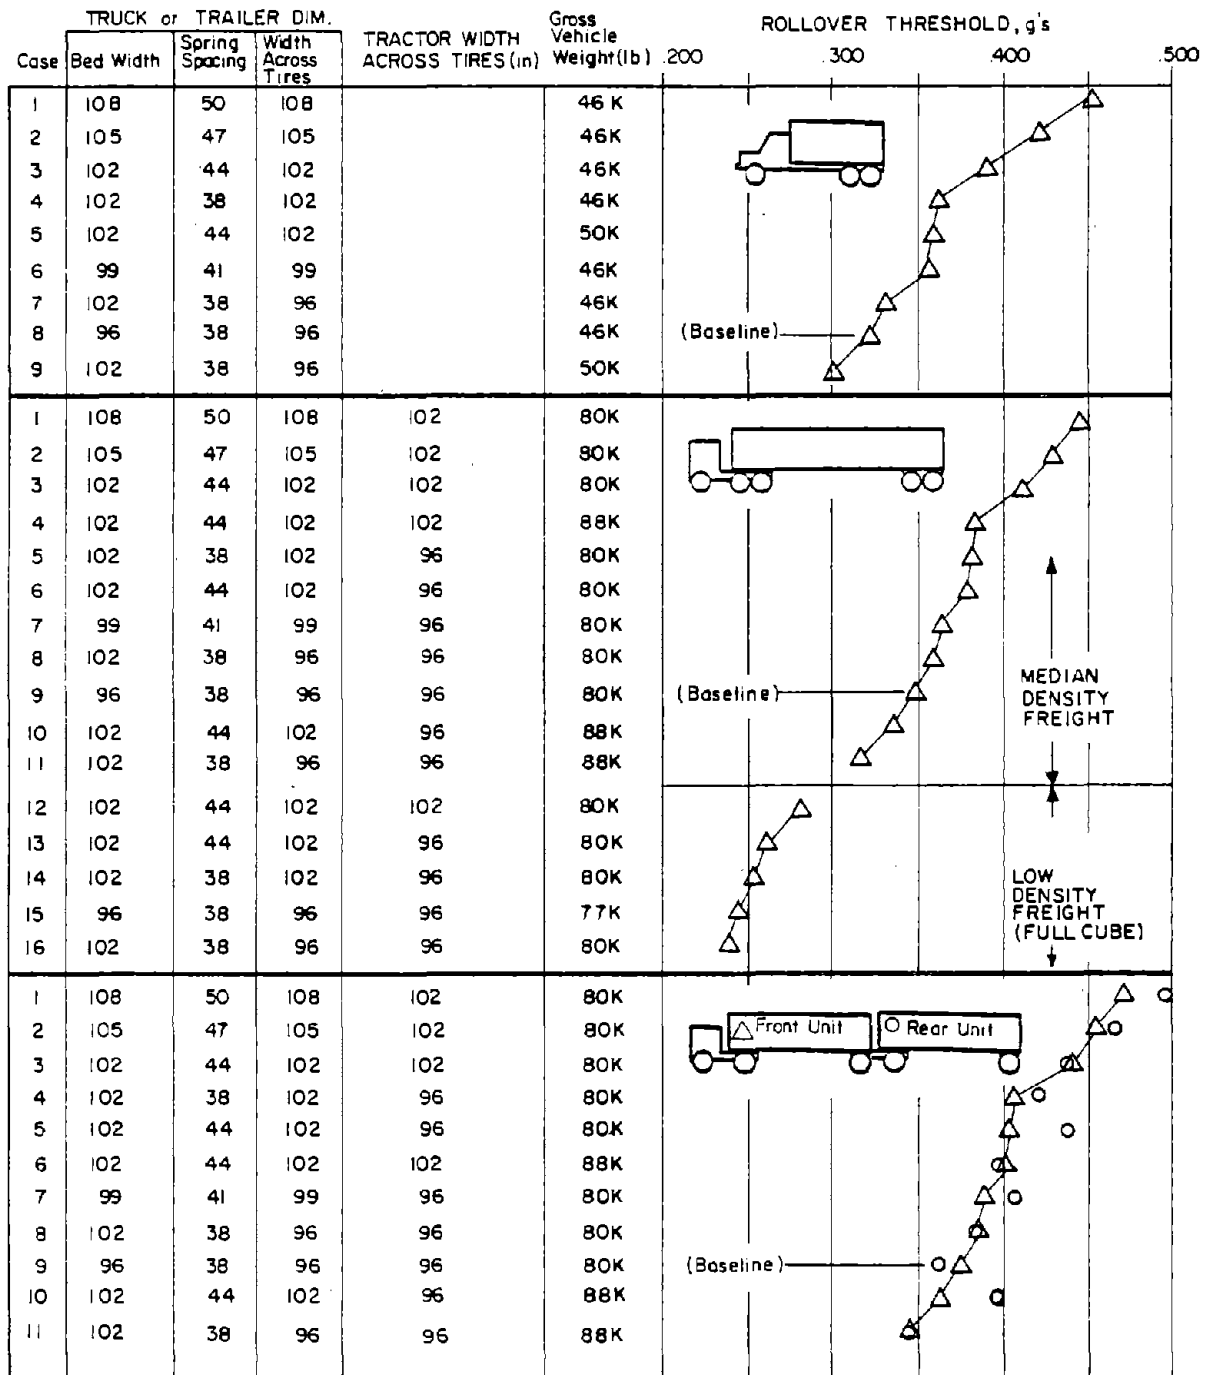 TRUCK or TRAILER DIM.
Case Bed Width Spring Spacing Width Across Tires TRACTOR WIDTH ACROSS TIRES (in) Gross Vehicle Weight (lb) ROLLOVER THRESHOLD, g's
.200 .300 .400 .500
1 108 50 108 46K
2 105 47 105 46K
3 102 44 102 46K
4 102 38 102 46K
5 102 44 102 50K
6 99 41 99 46K
7 102 38 96 46K
8 96 38 96 46K (Baseline)
9 102 38 96 50K
1 108 50 108 102 80K
2 105 47 105 102 80K
3 102 44 102 102 80K
4 102 44 102 102 88K
5 102 38 102 96 80K
6 102 44 102 96 80K
7 99 41 99 96 80K
8 102 38 96 96 80K
9 96 38 96 96 80K (Baseline)
10 102 44 102 96 88K
11 102 38 96 96 88K
MEDIAN
DENSITY
FREIGHT
12 102 44 102 102 80K
13 102 44 102 96 80K
14 102 38 102 96 80K
15 96 38 96 96 77K
16 102 38 96 96 80K
LOW
DENSITY
FREIGHT
(FULL CUBE)
1 108 50 108 102 80K
2 105 47 105 102 80K Front Unit Rear Unit
3 102 44 102 102 80K
4 102 38 102 96 80K
5 102 44 102 96 80K
6 102 44 102 102 88K
7 99 41 99 96 80K
8 102 38 96 96 80K
9 96 38 96 96 80K (Baseline)
10 102 44 102 96 88K
11 102 38 96 96 88K